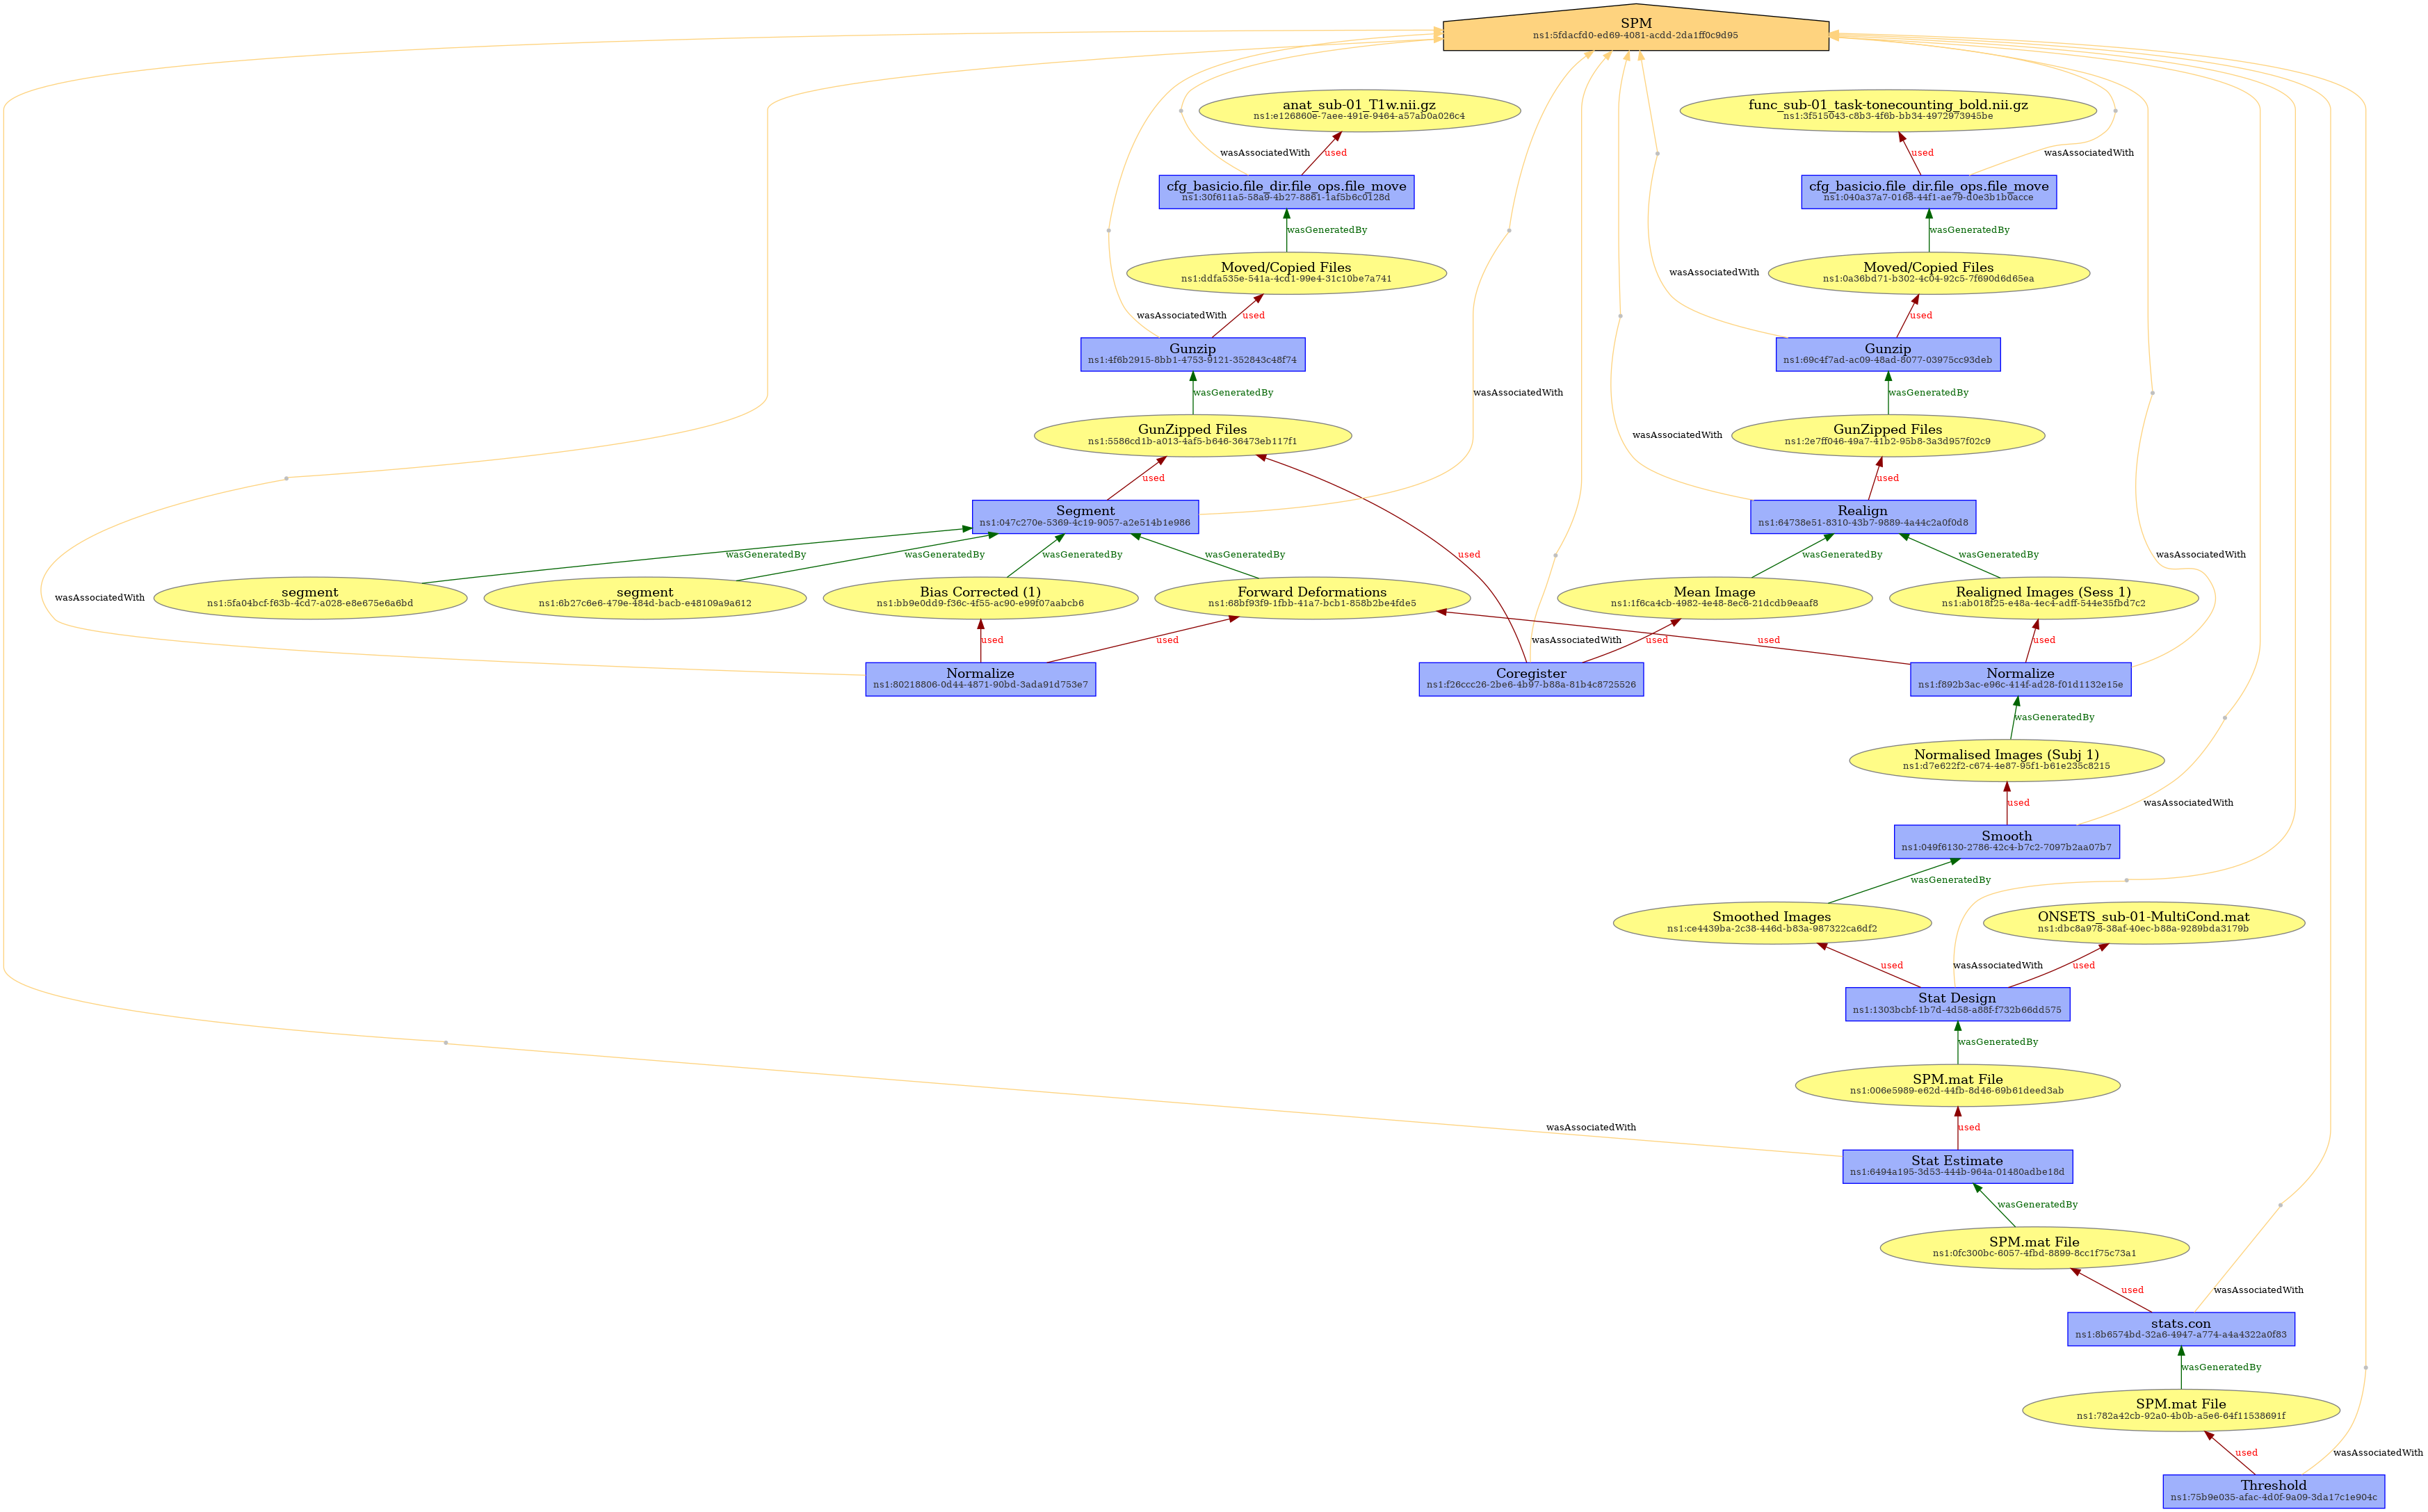 SPM
ns1:5fdacfd0-ed69-4081-acdd-2da1ff0c9d95
anat_sub-01_T1w.nii.gz
ns1:e126860e-7aee-491e-9464-a57ab0a026c4
func_sub-01_task-tonecounting_bold.nii.gz
ns1:3f515043-c8b3-4f6b-bb34-4972973945be
wasAssociatedWith
used
used
wasAssociatedWith
cfg_basicio.file_dir.file_ops.file_move
ns1:30f611a5-58a9-4b27-8861-1af5b6c0128d
cfg_basicio.file_dir.file_ops.file_move
ns1:040a37a7-0168-44f1-ae79-d0e3b1b0acce
wasGeneratedBy
wasGeneratedBy
Moved/Copied Files
ns1:ddfa535e-541a-4cd1-99e4-31c10be7a741
Moved/Copied Files
ns1:0a36bd71-b302-4c04-92c5-7f690d6d65ea
wasAssociatedWith
wasAssociatedWith
used
used
Gunzip
ns1:4f6b2915-8bb1-4753-9121-352843c48f74
Gunzip
ns1:69c4f7ad-ac09-48ad-8077-03975cc93deb
wasGeneratedBy
wasAssociatedWith
wasGeneratedBy
GunZipped Files
ns1:5586cd1b-a013-4af5-b646-36473eb117f1
wasAssociatedWith
GunZipped Files
ns1:2e7ff046-49a7-41b2-95b8-3a3d957f02c9
used
used
Segment
ns1:047c270e-5369-4c19-9057-a2e514b1e986
Realign
ns1:64738e51-8310-43b7-9889-4a44c2a0f0d8
wasGeneratedBy
wasGeneratedBy
wasGeneratedBy
wasGeneratedBy
used
wasGeneratedBy
wasGeneratedBy
wasAssociatedWith
wasAssociatedWith
segment
ns1:5fa04bcf-f63b-4cd7-a028-e8e675e6a6bd
segment
ns1:6b27c6e6-479e-484d-bacb-e48109a9a612
Bias Corrected (1)
ns1:bb9e0dd9-f36c-4f55-ac90-e99f07aabcb6
Forward Deformations
ns1:68bf93f9-1fbb-41a7-bcb1-858b2be4fde5
Mean Image
ns1:1f6ca4cb-4982-4e48-8ec6-21dcdb9eaaf8
Realigned Images (Sess 1)
ns1:ab018f25-e48a-4ec4-adff-544e35fbd7c2
used
used
wasAssociatedWith
used
used
used
Normalize
ns1:80218806-0d44-4871-90bd-3ada91d753e7
Coregister
ns1:f26ccc26-2be6-4b97-b88a-81b4c8725526
Normalize
ns1:f892b3ac-e96c-414f-ad28-f01d1132e15e
wasGeneratedBy
Normalised Images (Subj 1)
ns1:d7e622f2-c674-4e87-95f1-b61e235c8215
used
wasAssociatedWith
Smooth
ns1:049f6130-2786-42c4-b7c2-7097b2aa07b7
wasGeneratedBy
Smoothed Images
ns1:ce4439ba-2c38-446d-b83a-987322ca6df2
ONSETS_sub-01-MultiCond.mat
ns1:dbc8a978-38af-40ec-b88a-9289bda3179b
used
wasAssociatedWith
used
Stat Design
ns1:1303bcbf-1b7d-4d58-a88f-f732b66dd575
wasGeneratedBy
SPM.mat File
ns1:006e5989-e62d-44fb-8d46-69b61deed3ab
wasAssociatedWith
used
Stat Estimate
ns1:6494a195-3d53-444b-964a-01480adbe18d
wasGeneratedBy
SPM.mat File
ns1:0fc300bc-6057-4fbd-8899-8cc1f75c73a1
used
wasAssociatedWith
stats.con
ns1:8b6574bd-32a6-4947-a774-a4a4322a0f83
wasGeneratedBy
SPM.mat File
ns1:782a42cb-92a0-4b0b-a5e6-64f11538691f
used
wasAssociatedWith
Threshold
ns1:75b9e035-afac-4d0f-9a09-3da17c1e904c